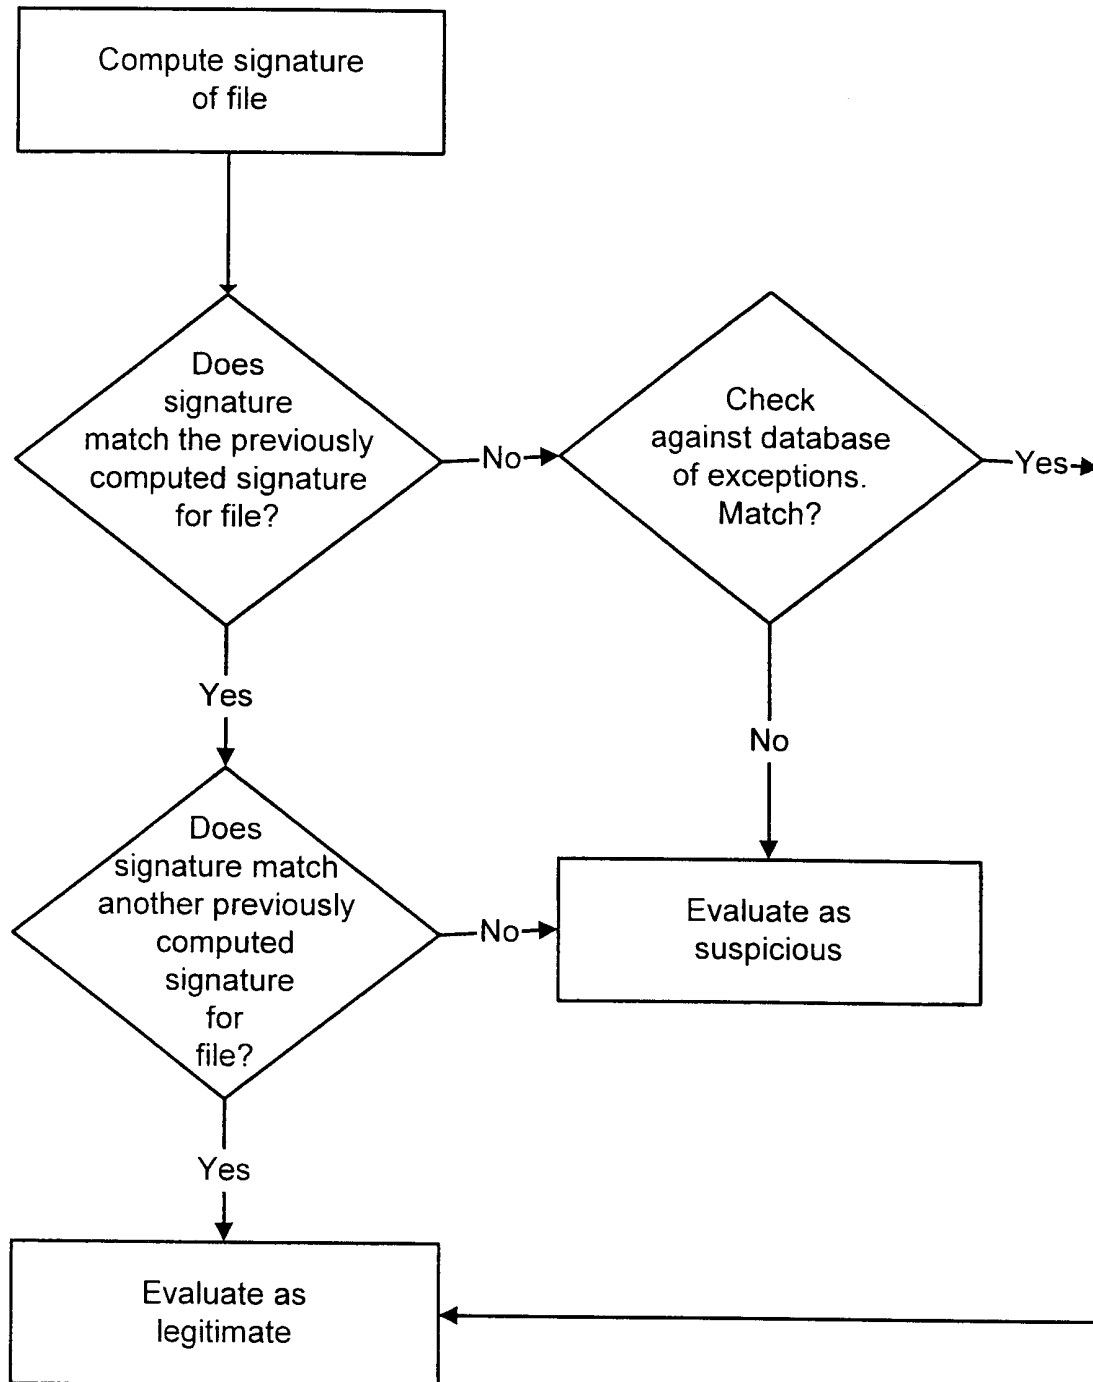 Compute signature
of file
Does
signature
match the previously
computed signature
for file?
No
Check
against database
of exceptions.
Match?
Yes
Yes
No
Does
signature match
another previously
computed
signature
for
file?
No
Evaluate as
suspicious
Yes
Evaluate as
legitimate